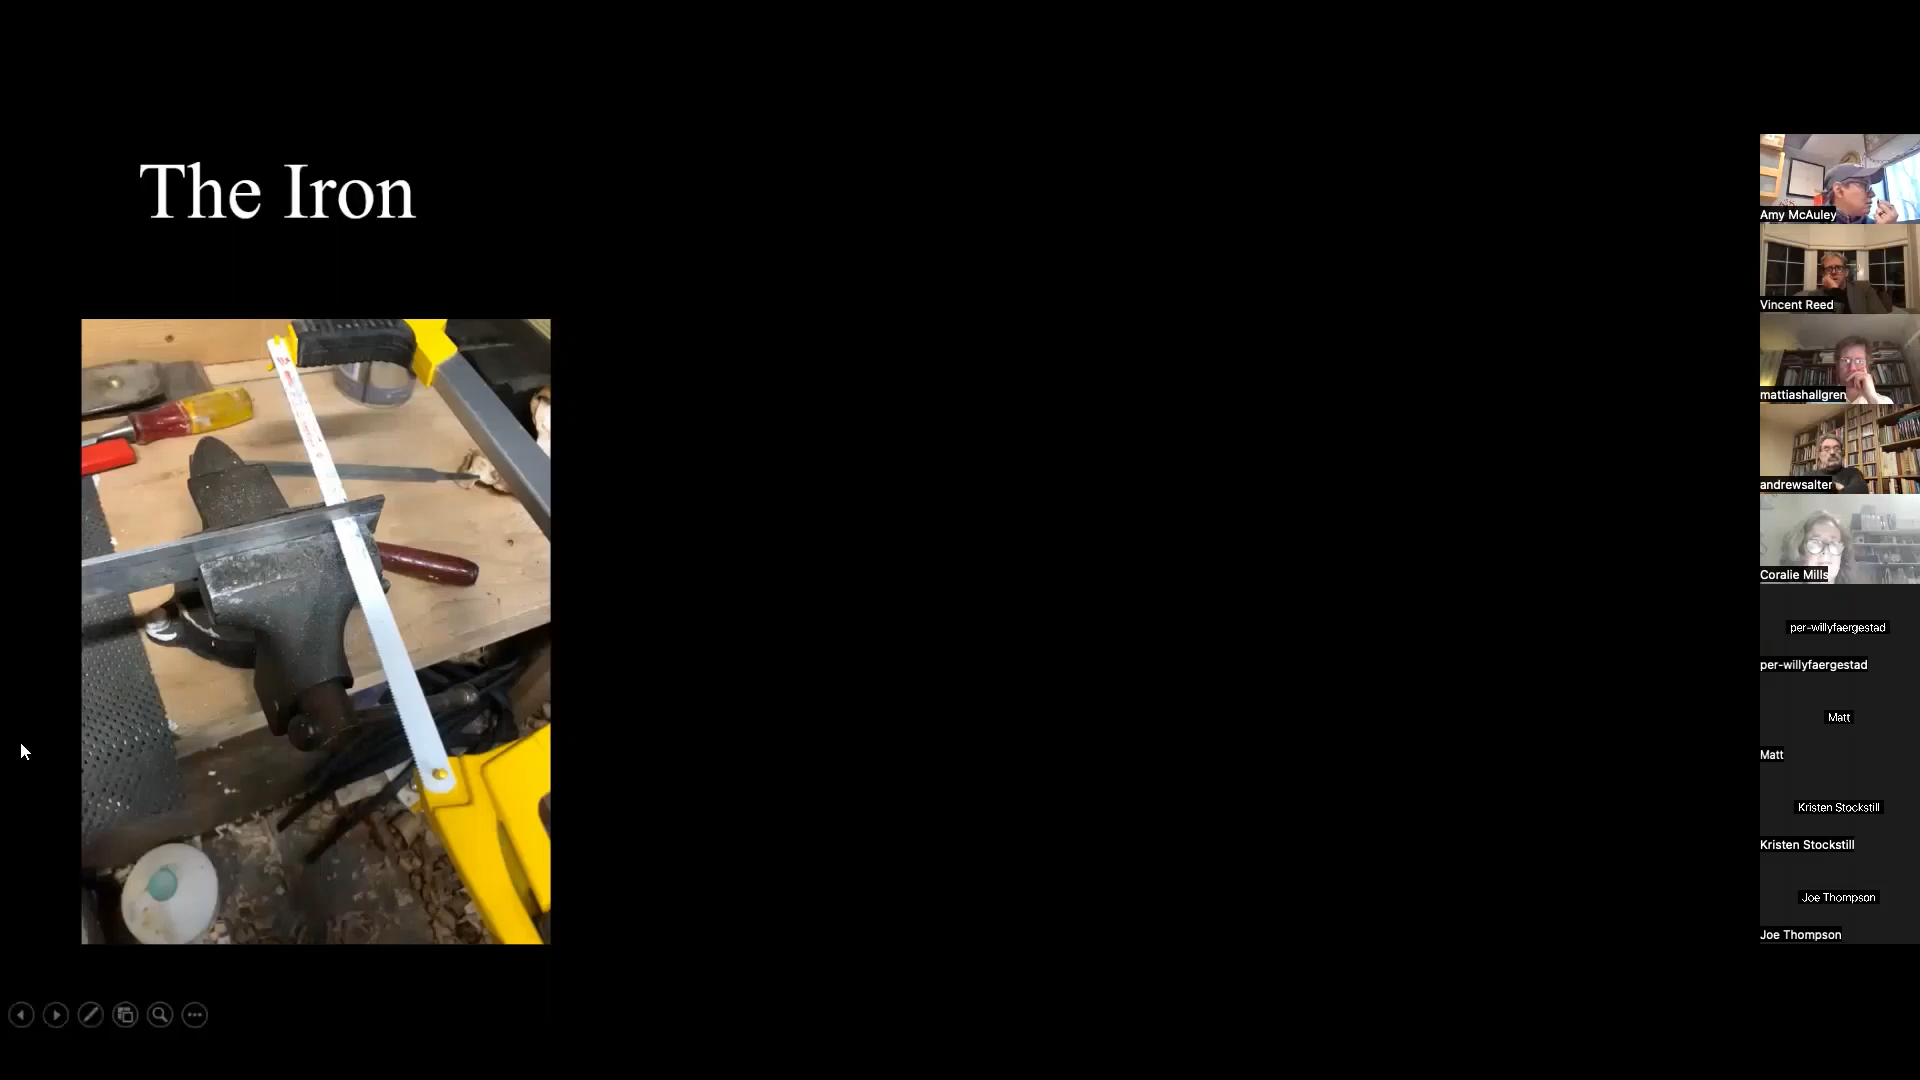 The Iron
Amy McAuley
Vincent Reed
mattiashallgren
andrewsalter
Coralie Mills
per-willyfaergestad
per-willyfaergestad
Matt
Matt
Kristen Stockstill
Kristen Stockstill
Joe Thompson
Joe Thompson